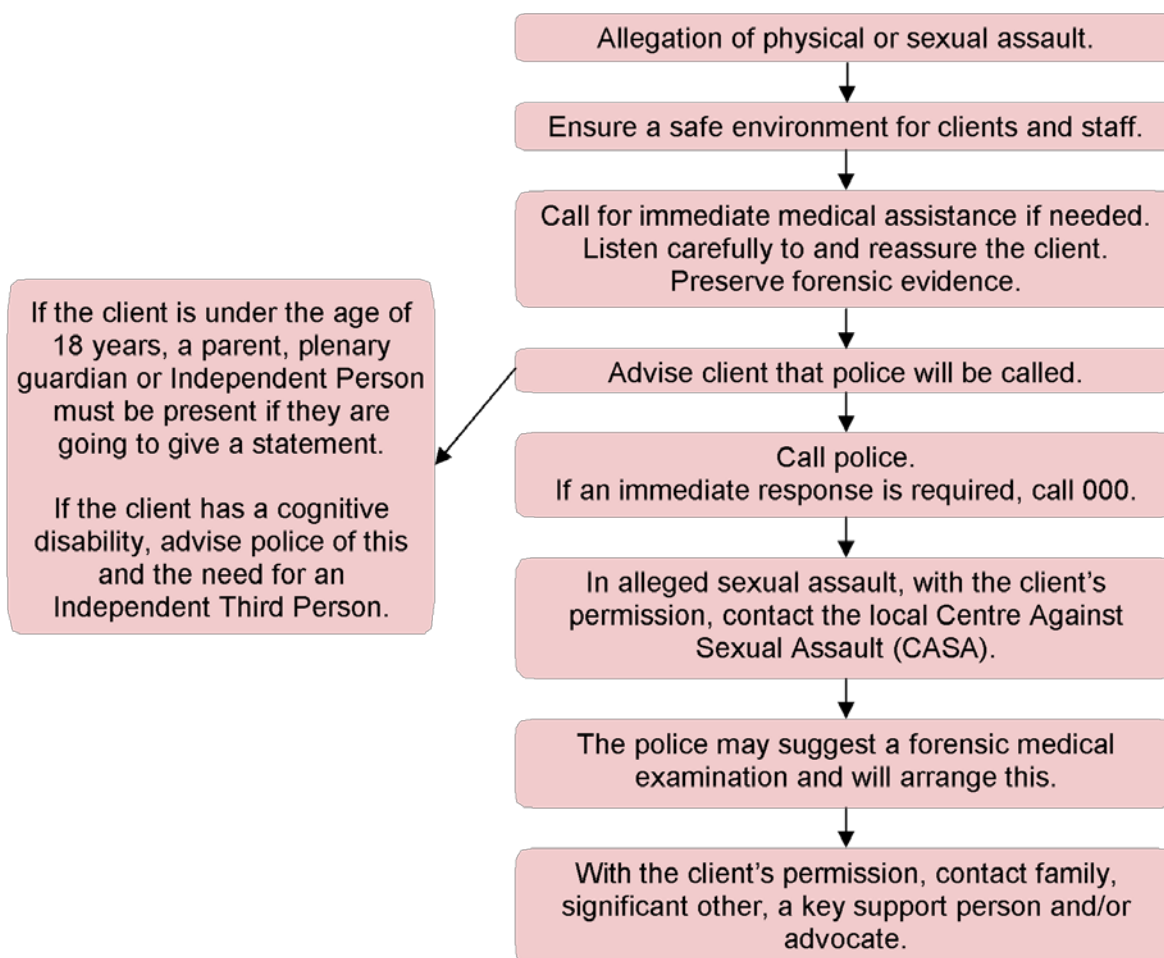 Allegation of physical or sexual assault.
Ensure a safe environment for clients and staff.
Call for immediate medical assistance if needed.
Listen carefully to and reassure the client.
Preserve forensic evidence.
Advise client that police will be called.
If the client is under the age of
18 years, a parent, plenary
guardian or Independent Person
must be present if they are
going to give a statement.
If the client has a cognitive
disability, advise police of this
and the need for an
Independent Third Person.
Call police.
If an immediate response is required, call 000.
In alleged sexual assault, with the client's
permission, contact the local Centre Against
Sexual Assault (CASA).
The police may suggest a forensic medical
examination and will arrange this.
With the client's permission, contact family,
significant other, a key support person and/or
advocate.